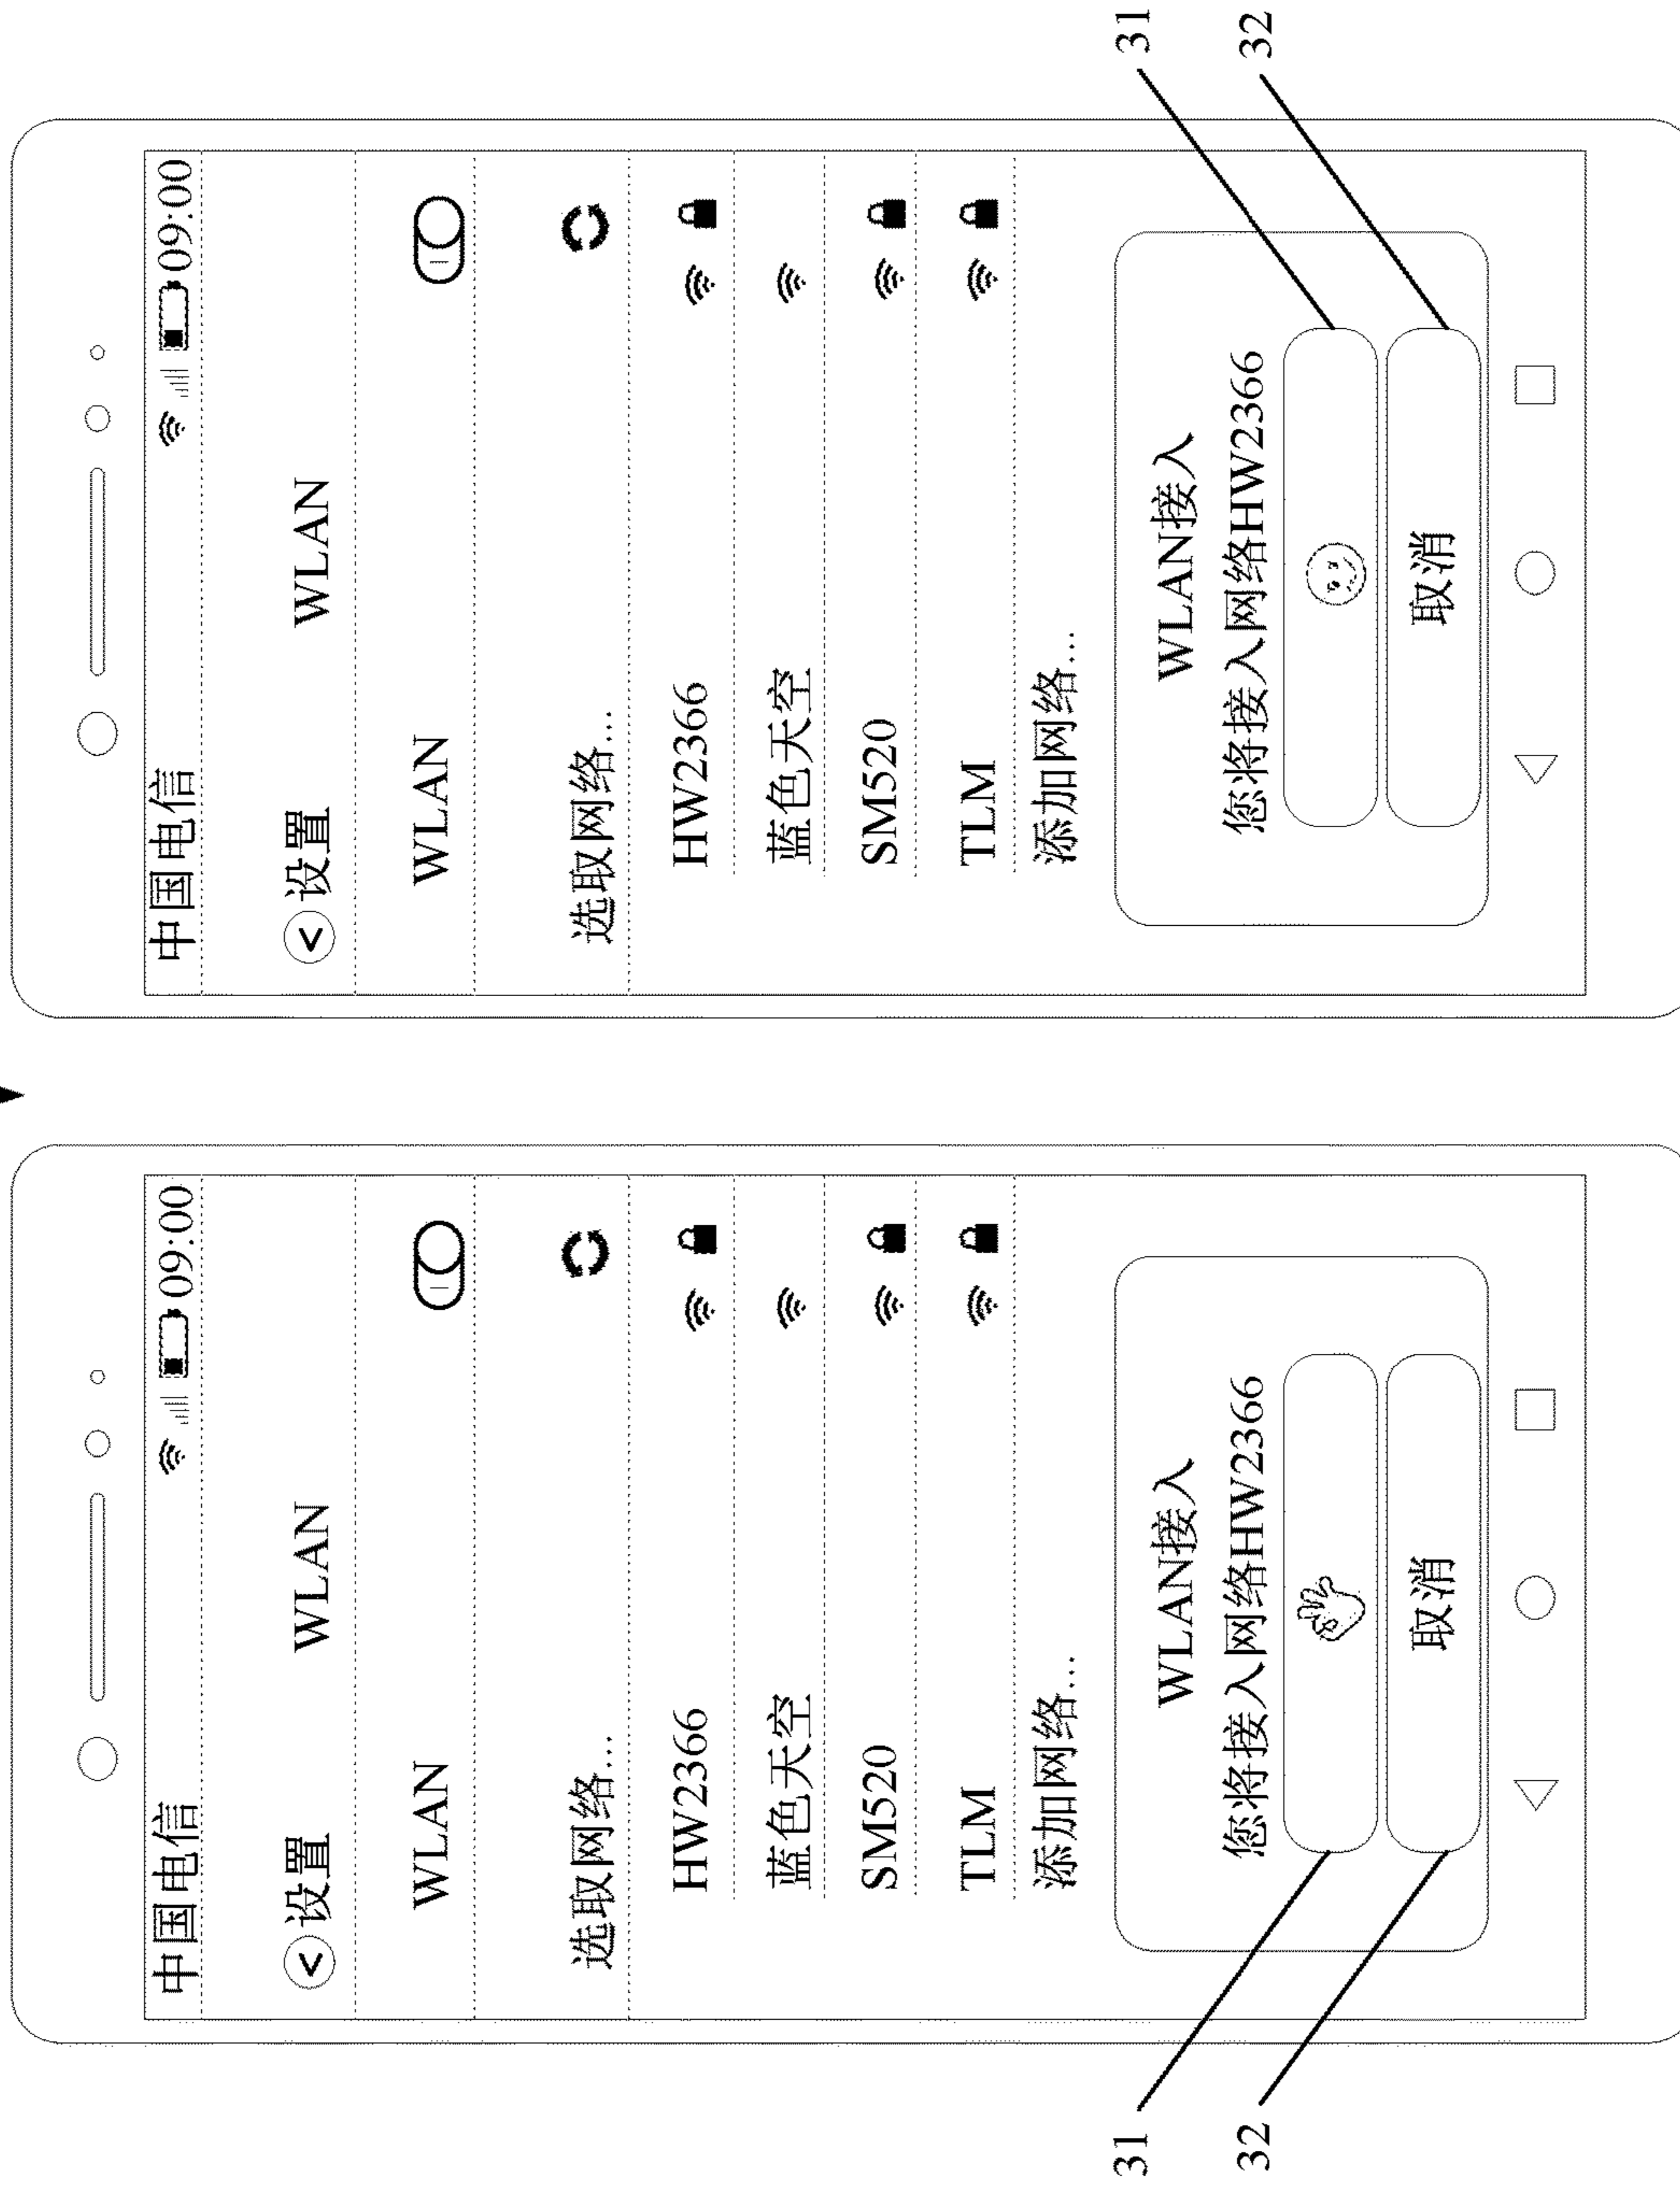 中国电信 09:00
< 设置 WLAN
WLAN
选取网络...
HW2366
蓝色天空
SM520
TLM
添加网络...
WLAN接入
您将接入网络HW2366
取消
31
32
中国电信 09:00
< 设置 WLAN
WLAN
选取网络...
HW2366
蓝色天空
SM520
TLM
添加网络...
WLAN接入
您将接入网络HW2366
取消
31
32